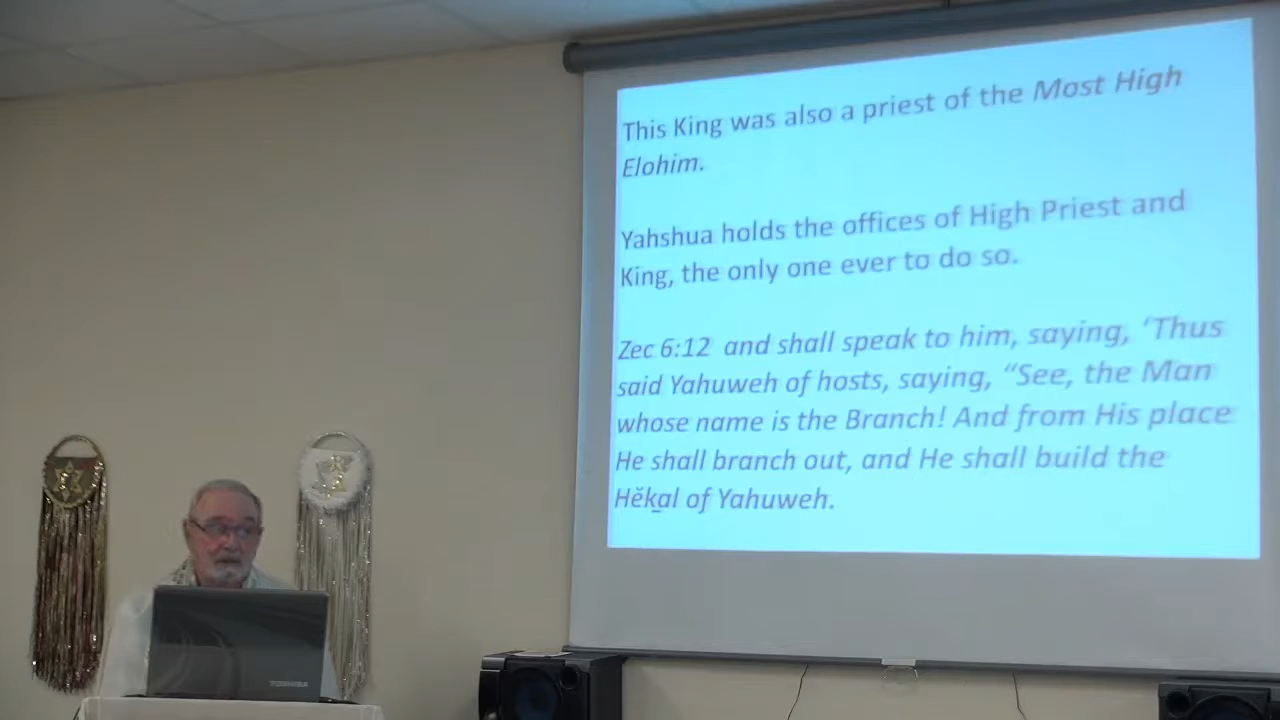 This King was also a priest of the Most High
Elohim.
Yahshua holds the offices of High Priest and
King, the only one ever to do so.
Zec 6:12 and shall speak to him, saying, ‘Thus
said Yahuweh of hosts, saying, “See, the Man
whose name is the Branch! And from His place
He shall branch out, and He shall build the
Hĕḵal of Yahuweh.
TOSHIBA